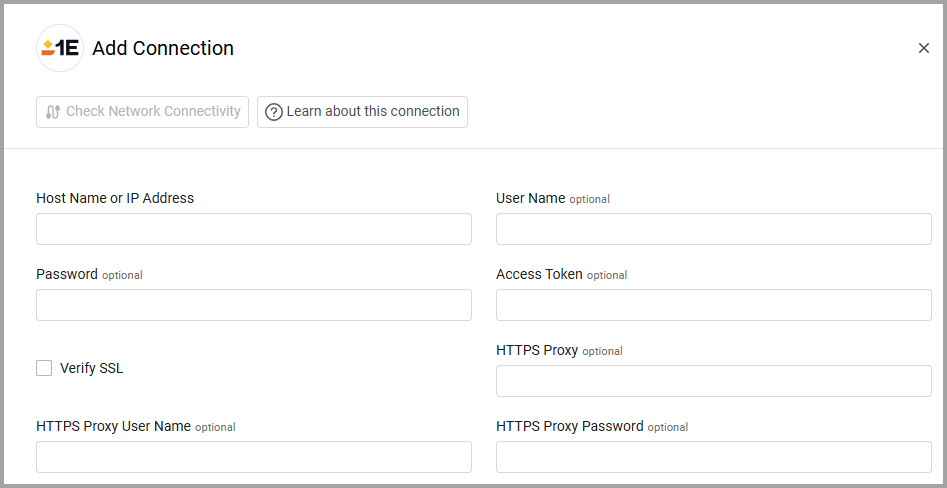 1E Add Connection
Check Network Connectivity Learn about this connection
Host Name or IP Address User Name optional
Password optional Access Token optional
Verify SSL HTTPS Proxy optional
HTTPS Proxy User Name optional HTTPS Proxy Password optional